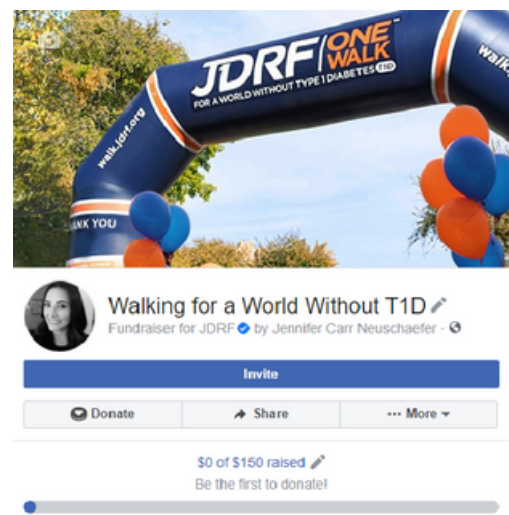 JDRF ONE WALK™
FOR A WORLD WITHOUT TYPE 1 DIABETES T1D
walk.jdrf.org
walk.
ANK YOU
Walking for a World Without T1D
Fundraiser for JDRF by Jennifer Carr Neuschaefer ·
Invite
Donate
Share
··· More
$0 of $150 raised
Be the first to donate!